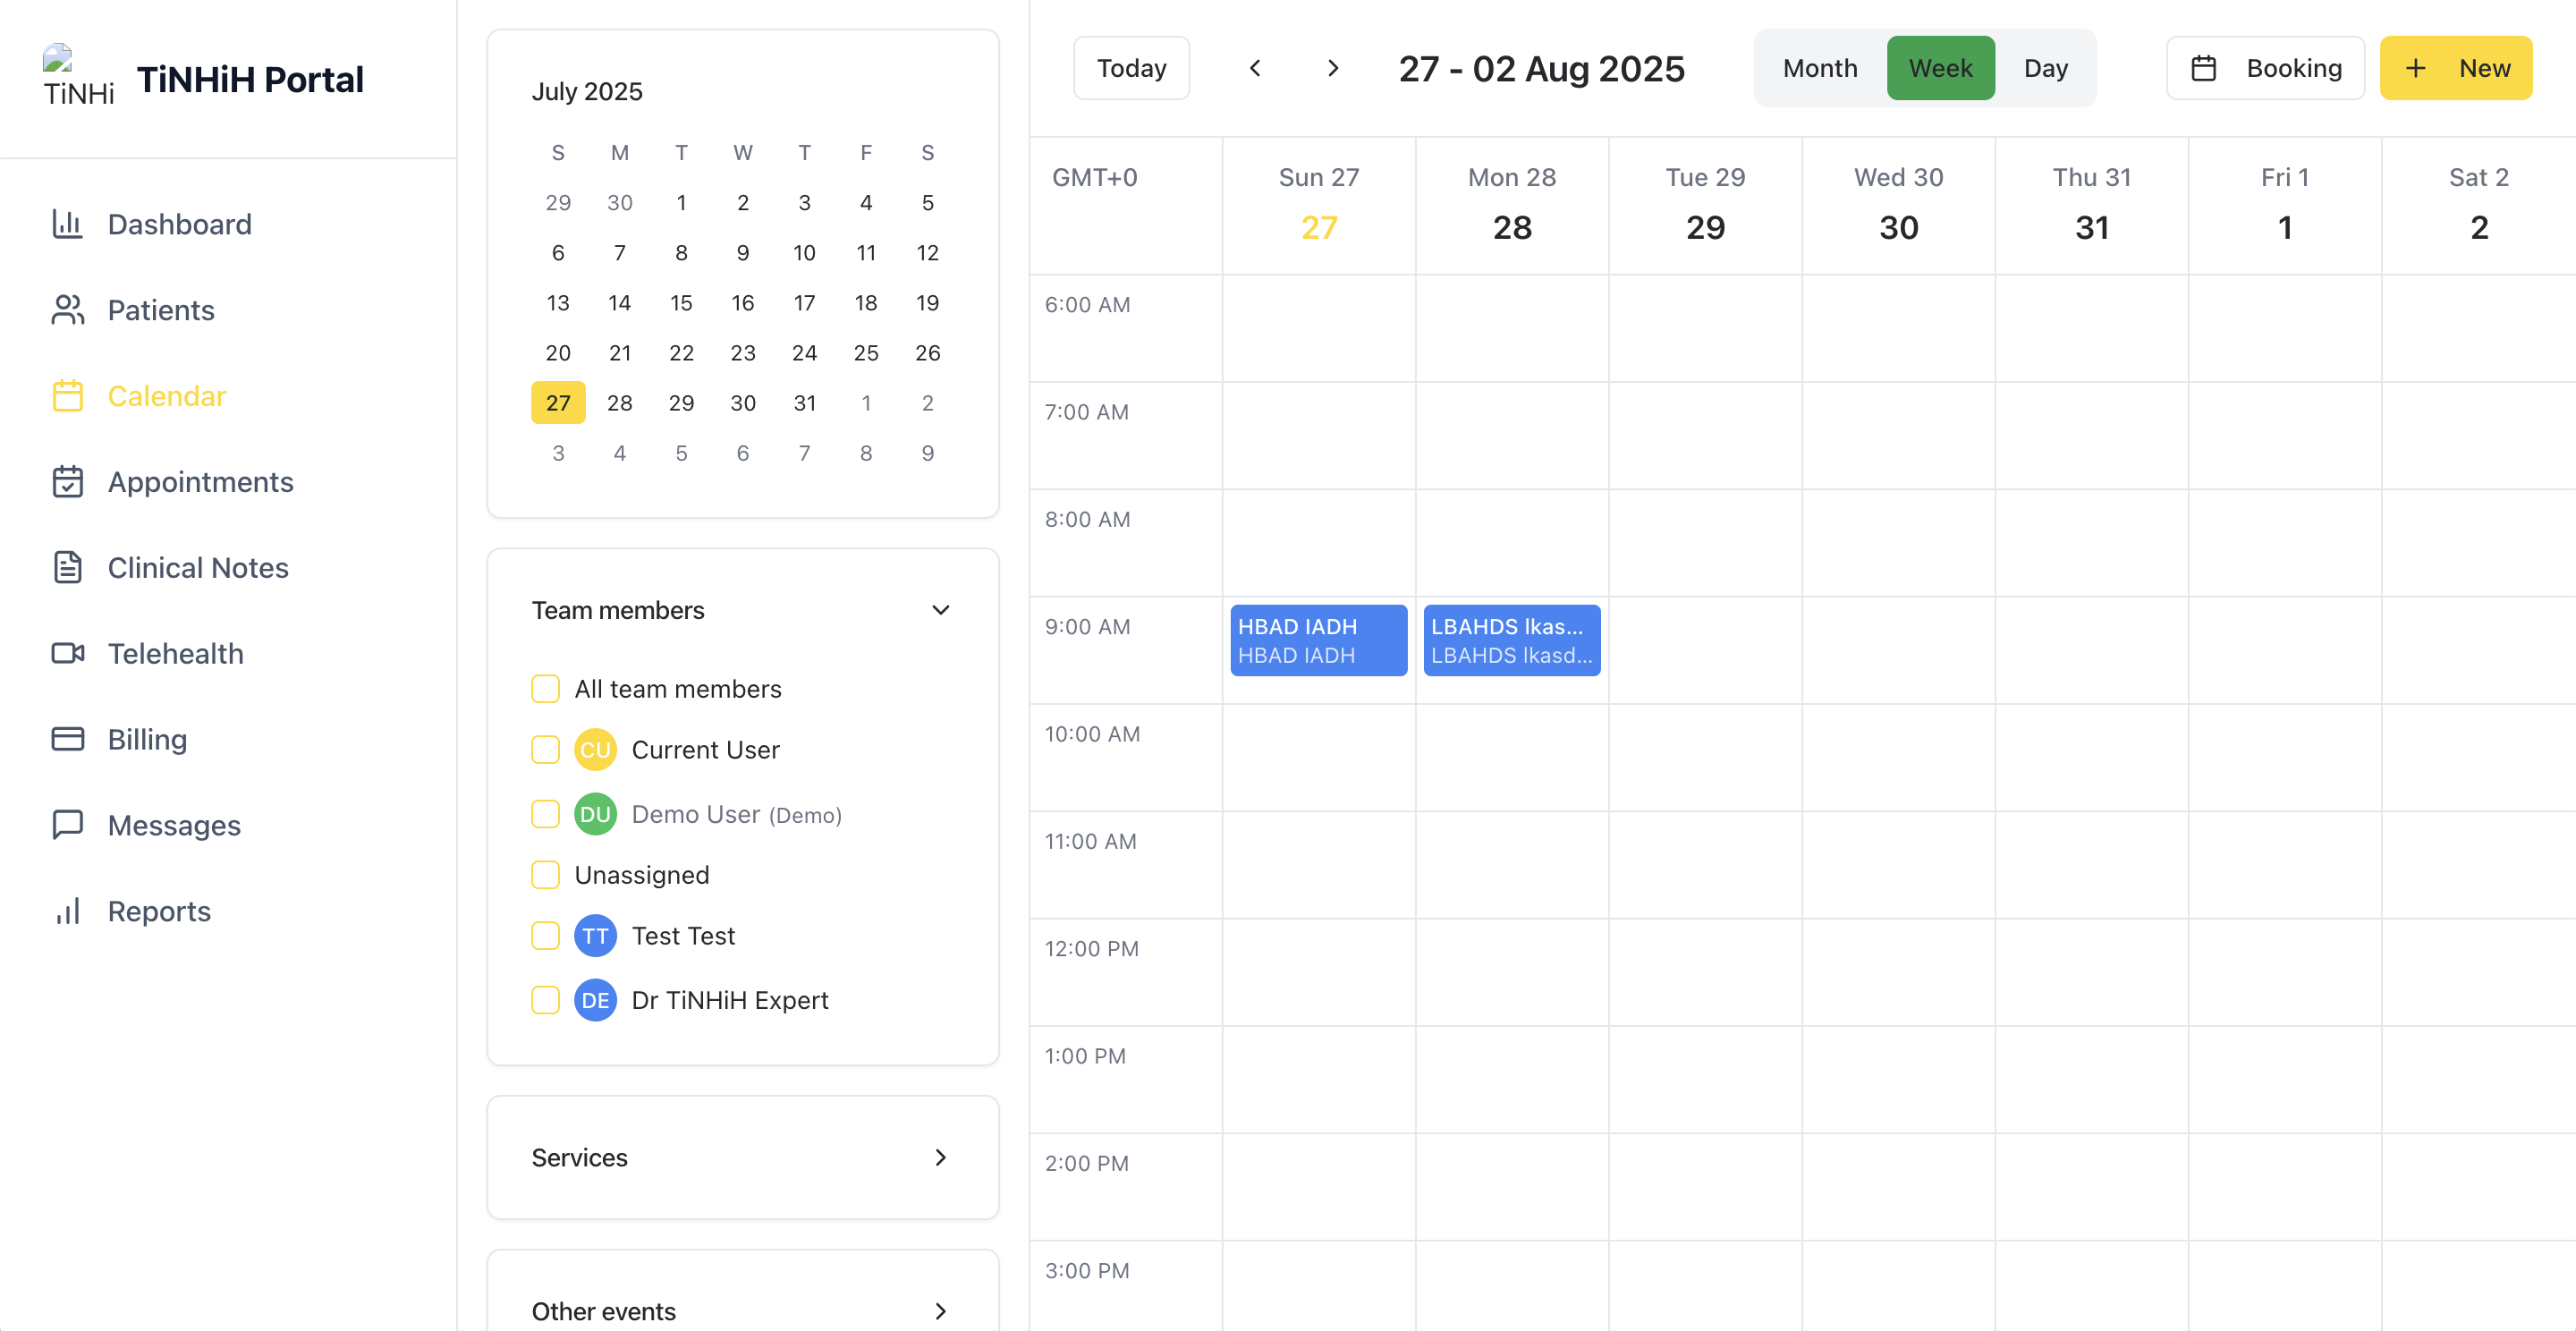 TiNHi
TiNHiH Portal
Dashboard
Patients
Calendar
Appointments
Clinical Notes
Telehealth
Billing
Messages
Reports
July 2025
S M T W T F S
29 30 1 2 3 4 5
6 7 8 9 10 11 12
13 14 15 16 17 18 19
20 21 22 23 24 25 26
27 28 29 30 31 1 2
3 4 5 6 7 8 9
Team members
All team members
CU Current User
DU Demo User (Demo)
Unassigned
TT Test Test
DE Dr TiNHiH Expert
Services
Other events
Today 27 - 02 Aug 2025 Month Week Day Booking New
GMT+0 Sun 27 Mon 28 Tue 29 Wed 30 Thu 31 Fri 1 Sat 2
27 28 29 30 31 1 2
6:00 AM
7:00 AM
8:00 AM
9:00 AM
HBAD IADH
HBAD IADH
LBAHDS lkas...
LBAHDS lkasd...
10:00 AM
11:00 AM
12:00 PM
1:00 PM
2:00 PM
3:00 PM